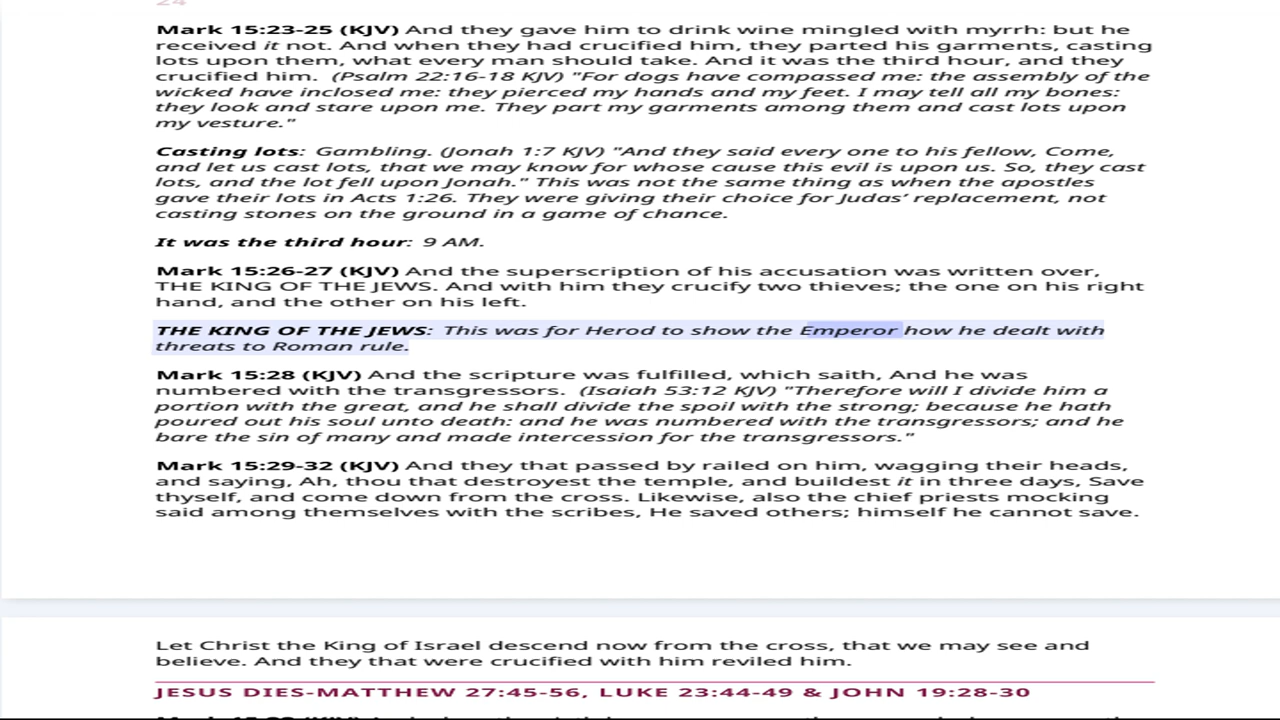 24
Mark 15:23-25 (KJV) And they gave him to drink wine mingled with myrrh: but he
received it not. And when they had crucified him, they parted his garments, casting
lots upon them, what every man should take. And it was the third hour, and they
crucified him. (Psalm 22:16-18 KJV) "For dogs have compassed me: the assembly of the
wicked have inclosed me: they pierced my hands and my feet. I may tell all my bones:
they look and stare upon me. They part my garments among them and cast lots upon
my vesture."
Casting lots: Gambling. (Jonah 1:7 KJV) "And they said every one to his fellow, Come,
and let us cast lots, that we may know for whose cause this evil is upon us. So, they cast
lots, and the lot fell upon Jonah." This was not the same thing as when the apostles
gave their lots in Acts 1:26. They were giving their choice for Judas’ replacement, not
casting stones on the ground in a game of chance.
It was the third hour: 9 AM.
Mark 15:26-27 (KJV) And the superscription of his accusation was written over,
THE KING OF THE JEWS. And with him they crucify two thieves; the one on his right
hand, and the other on his left.
THE KING OF THE JEWS: This was for Herod to show the Emperor how he dealt with
threats to Roman rule.
Mark 15:28 (KJV) And the scripture was fulfilled, which saith, And he was
numbered with the transgressors. (Isaiah 53:12 KJV) "Therefore will I divide him a
portion with the great, and he shall divide the spoil with the strong; because he hath
poured out his soul unto death: and he was numbered with the transgressors; and he
bare the sin of many and made intercession for the transgressors."
Mark 15:29-32 (KJV) And they that passed by railed on him, wagging their heads,
and saying, Ah, thou that destroyest the temple, and buildest it in three days, Save
thyself, and come down from the cross. Likewise, also the chief priests mocking
said among themselves with the scribes, He saved others; himself he cannot save.
Let Christ the King of Israel descend now from the cross, that we may see and
believe. And they that were crucified with him reviled him.
JESUS DIES-MATTHEW 27:45-56, LUKE 23:44-49 & JOHN 19:28-30